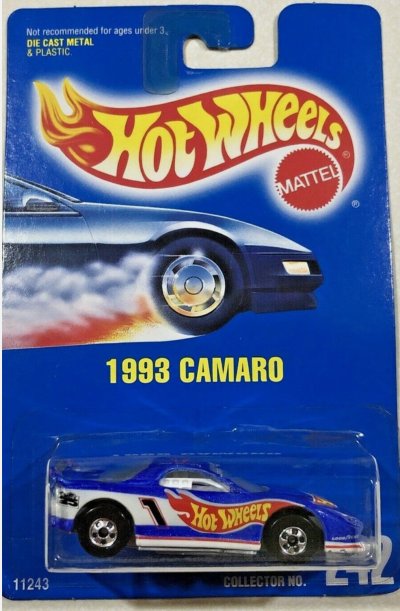 Not recommended for ages under 3.
DIE CAST METAL
& PLASTIC.
Hot Wheels
®
MATTEL
®
1993 CAMARO
1
Hot Wheels
GOODYEAR
11243
COLLECTOR NO. 242